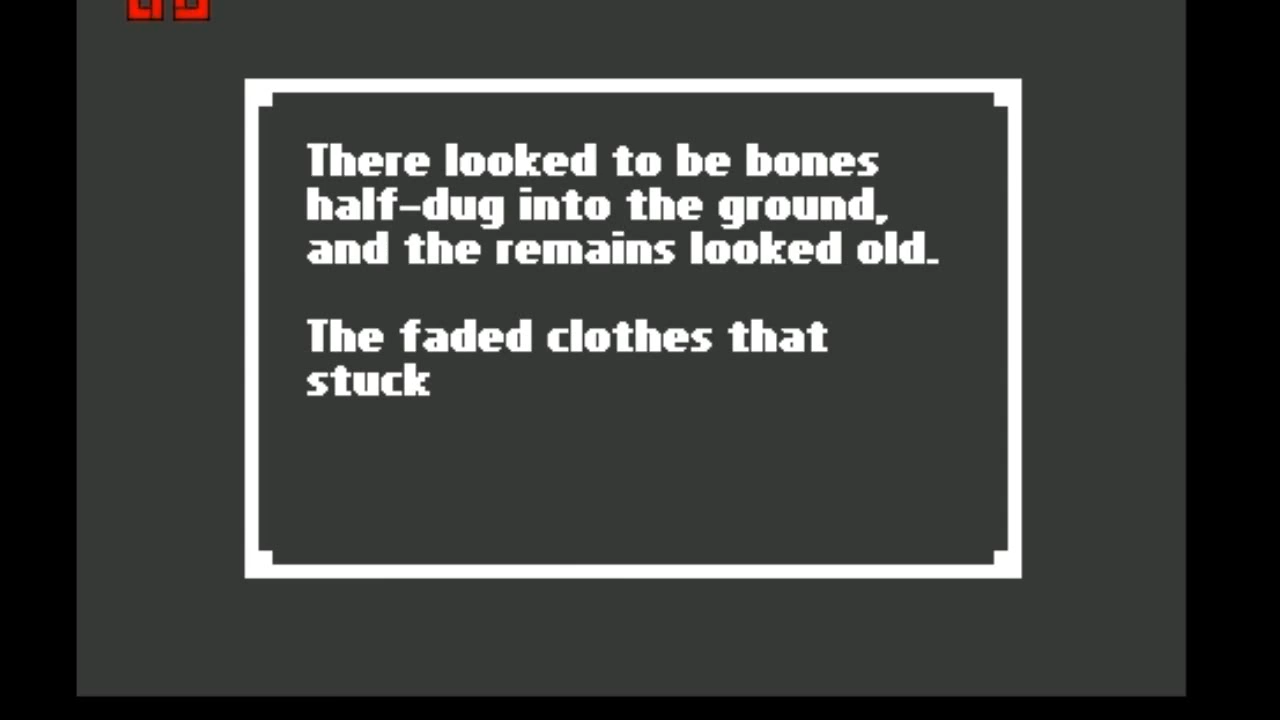 There looked to be bones
half-dug into the ground,
and the remains looked old.
The faded clothes that
stuck